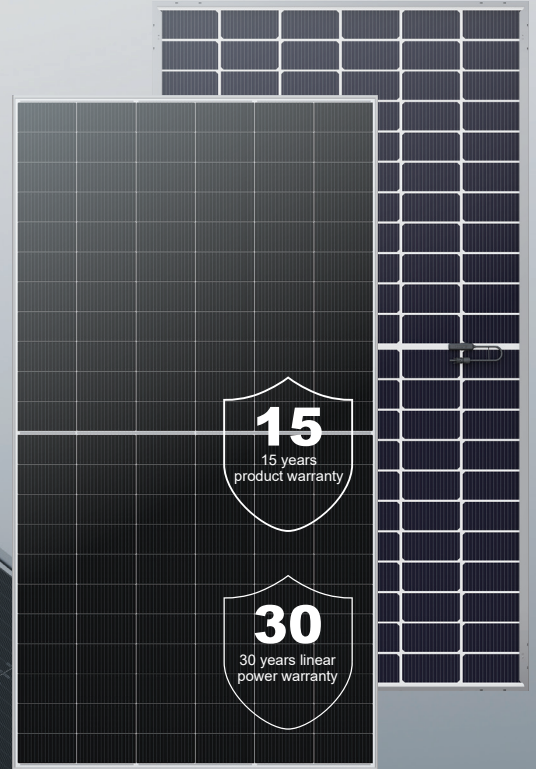 15
15 years
product warranty
30
30 years linear
power warranty